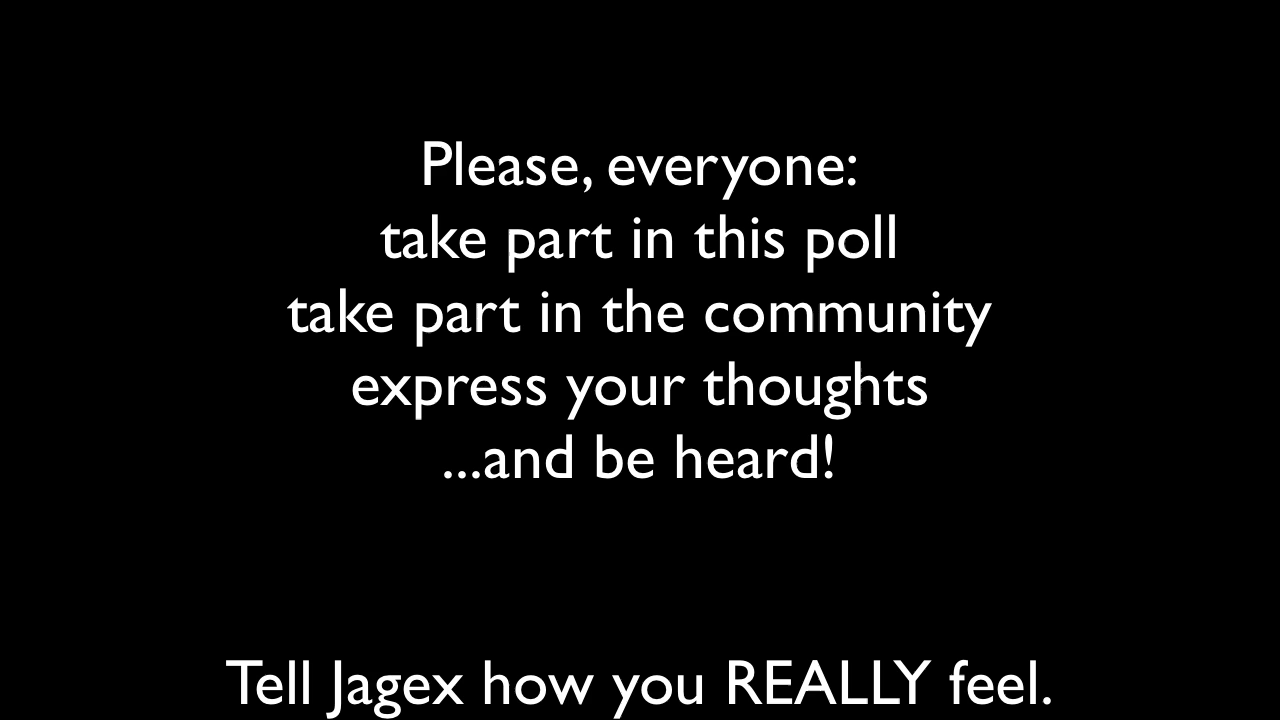 Please, everyone:
take part in this poll
take part in the community
express your thoughts
...and be heard!
Tell Jagex how you REALLY feel.